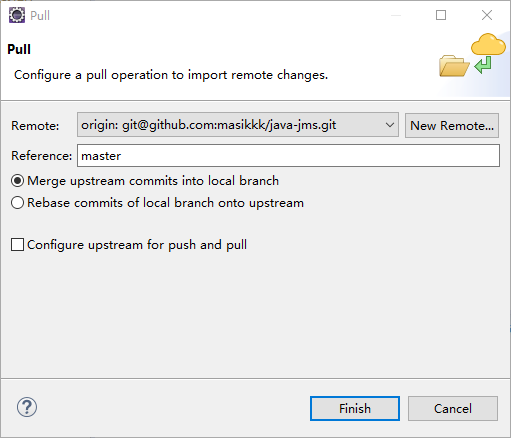 Pull
Pull
Configure a pull operation to import remote changes.
Remote: origin: git@github.com:masikkk/java-jms.git New Remote...
Reference: master
Merge upstream commits into local branch
Rebase commits of local branch onto upstream
Configure upstream for push and pull
? Finish Cancel